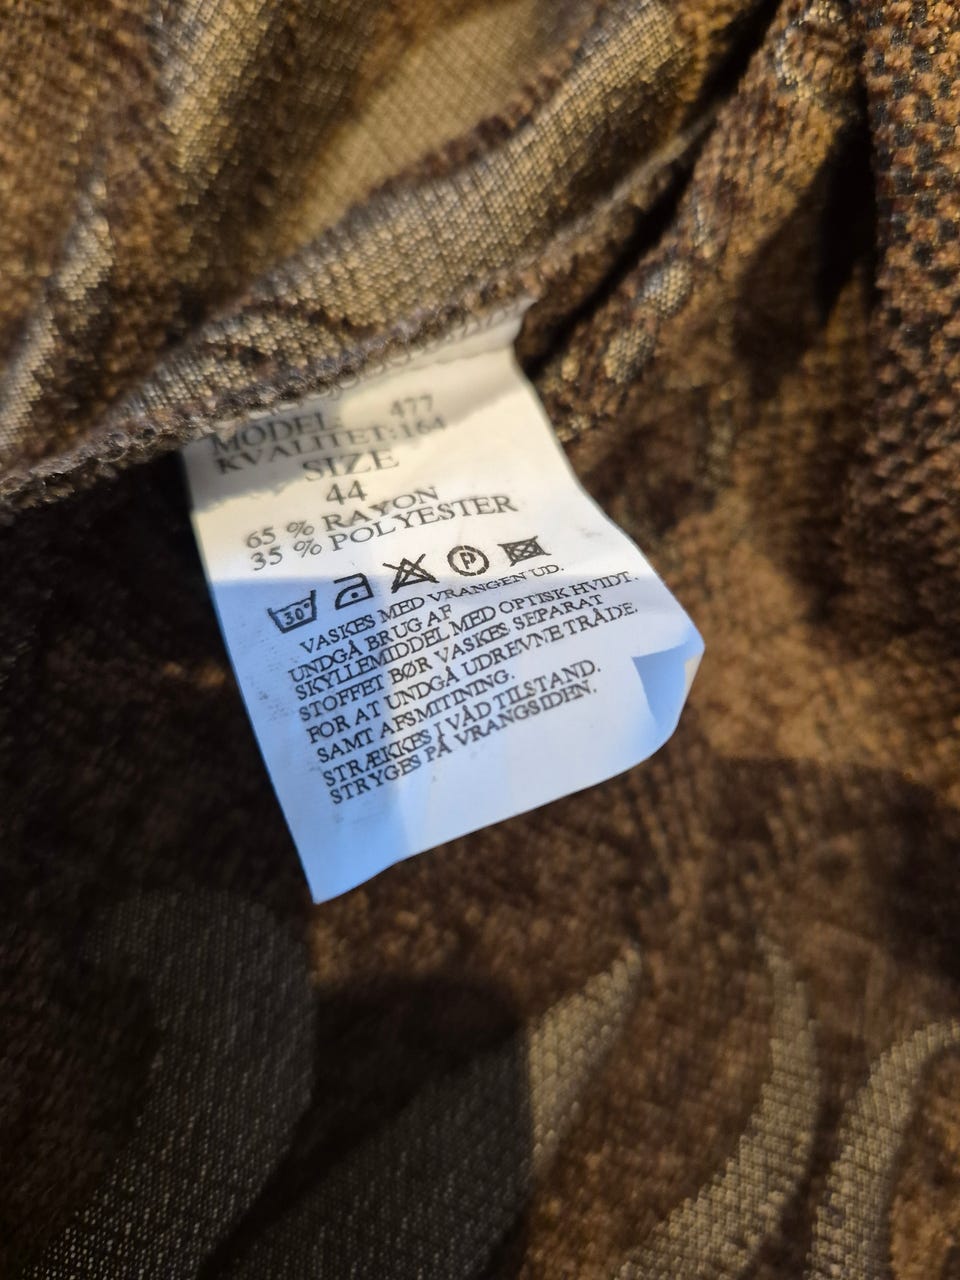 MODEL: 477
KVALITET:164
SIZE
44
65 % RAYON
35 % POLYESTER
30° P
VASKES MED VRANGEN UD.
UNDGÅ BRUG AF
SKYLLEMIDDEL MED OPTISK HVIDT.
STOFFET BØR VASKES SEPARAT
FOR AT UNDGÅ UDREVNE TRÅDE.
SAMT AFSMITNING.
STRÆKKES I VÅD TILSTAND.
STRYGES PÅ VRANGSIDEN.